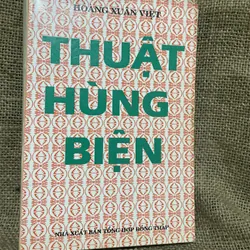 HOÀNG XUÂN VIỆT
THUẬT
HÙNG
BIỆN
NHÀ XUẤT BẢN TỔNG HỢP ĐỒNG THÁP